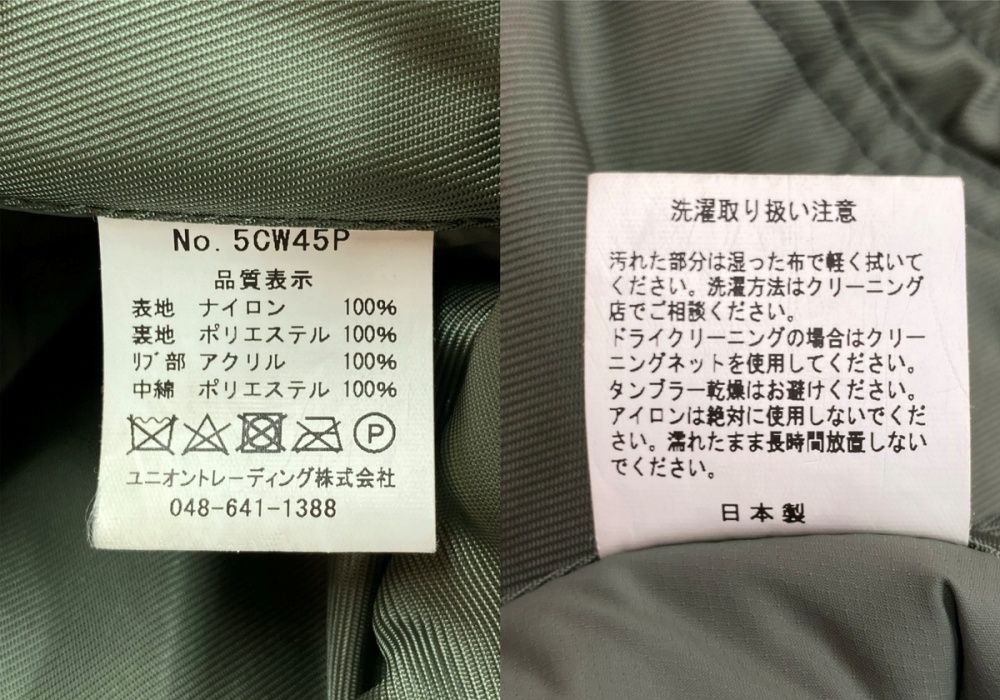 No. 5CW45P
品質表示
表地 ナイロン 100%
裏地 ポリエステル 100%
リブ部 アクリル 100%
中綿 ポリエステル 100%
P
ユニオントレーディング株式会社
048-641-1388
洗濯取り扱い注意
汚れた部分は湿った布で軽く拭いて
ください。洗濯方法はクリーニング
店でご相談ください。
ドライクリーニングの場合はクリー
ニングネットを使用してください。
タンブラー乾燥はお避けください。
アイロンは絶対に使用しないでくだ
さい。濡れたまま長時間放置しない
でください。
日本製